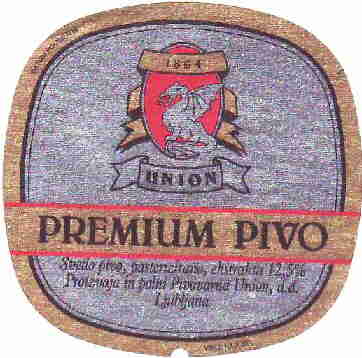 1864
UNION
PREMIUM PIVO
Svetlo pivo, pasterizirano, ekstrakta 12,5%
Proizvaja in polni Pivovarna Union, d.d.
Ljubljana